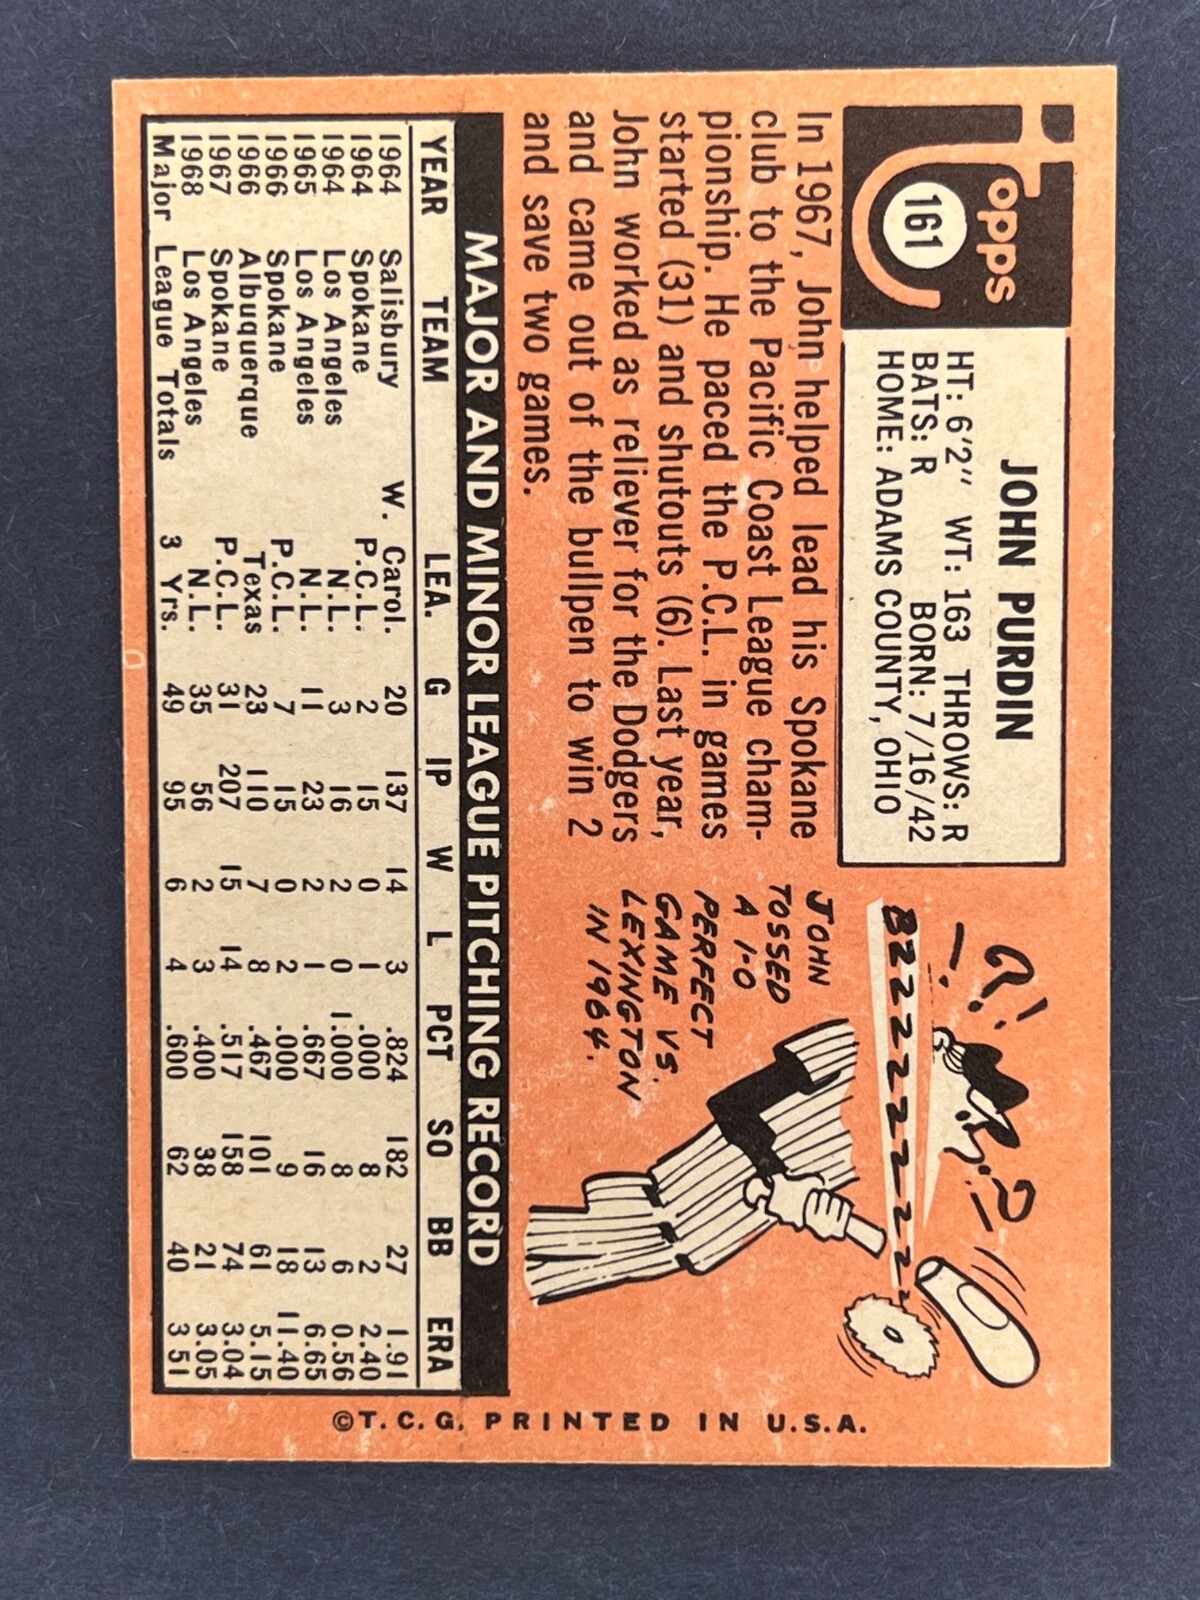 Topps
161
JOHN PURDIN
HT: 6'2" WT: 163 THROWS: R
BATS: R BORN: 7/16/42
HOME: ADAMS COUNTY, OHIO
In 1967, John helped lead his Spokane
club to the Pacific Coast League cham-
pionship. He paced the P.C.L. in games
started (31) and shutouts (6). Last year,
John worked as reliever for the Dodgers
and came out of the bullpen to win 2
and save two games.
JOHN
TOSSED
A 1-0
PERFECT
GAME VS.
LEXINGTON
IN 1964.
BZZZZZZZZZ
?!
?
MAJOR AND MINOR LEAGUE PITCHING RECORD
YEAR TEAM LEA. G IP W L PCT SO BB ERA
1964 Salisbury W. Carol. 20 137 14 3 .824 182 27 1.91
1964 Spokane P.C.L. 2 15 0 1 .000 8 2 2.40
1964 Los Angeles N.L. 3 16 2 0 1.000 8 6 0.56
1965 Los Angeles N.L. 11 23 2 1 .667 16 13 6.65
1966 Spokane P.C.L. 7 15 0 2 .000 9 18 11.40
1966 Albuquerque Texas 23 110 7 8 .467 101 61 5.15
1967 Spokane P.C.L. 31 207 15 14 .517 158 74 3.04
1968 Los Angeles N.L. 35 56 2 3 .400 38 21 3.05
Major League Totals 3 Yrs. 49 95 6 4 .600 62 40 3.51
©T.C.G. PRINTED IN U.S.A.